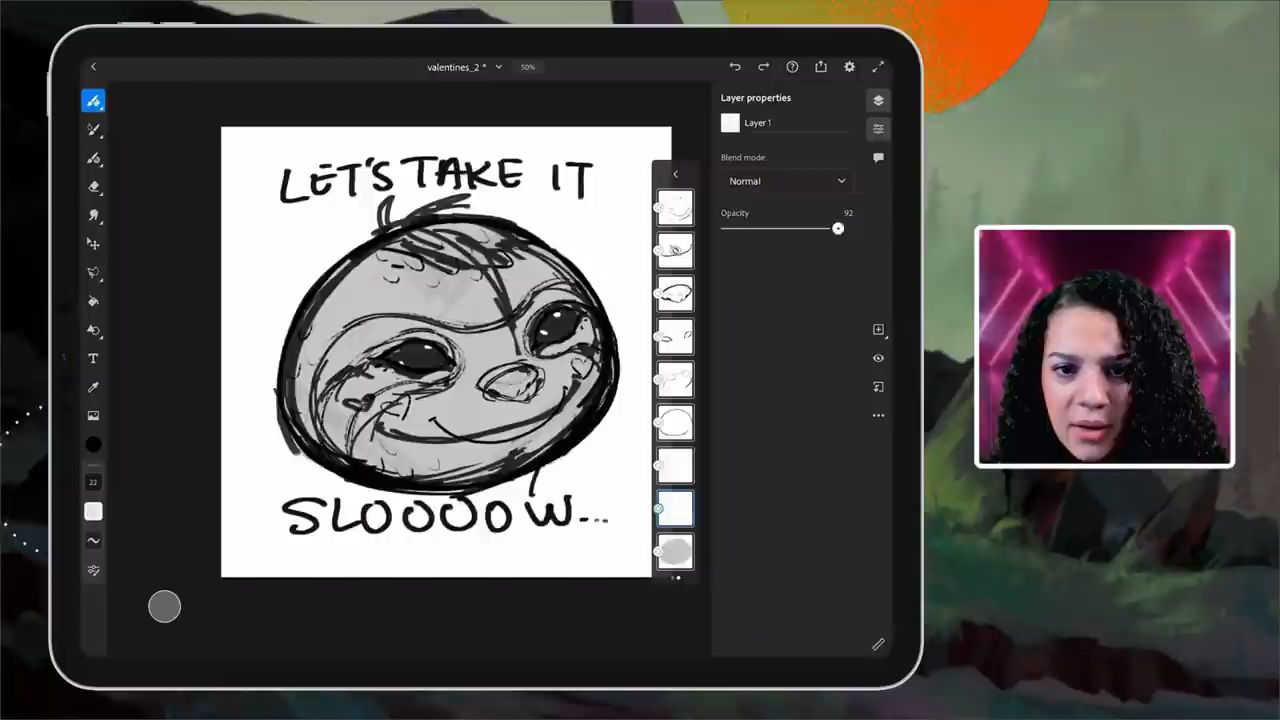 valentines_2 *
50%
Layer properties
Layer 1
Blend mode:
Normal
Opacity
92
LET'S TAKE IT
SLOOOOW...
T
22